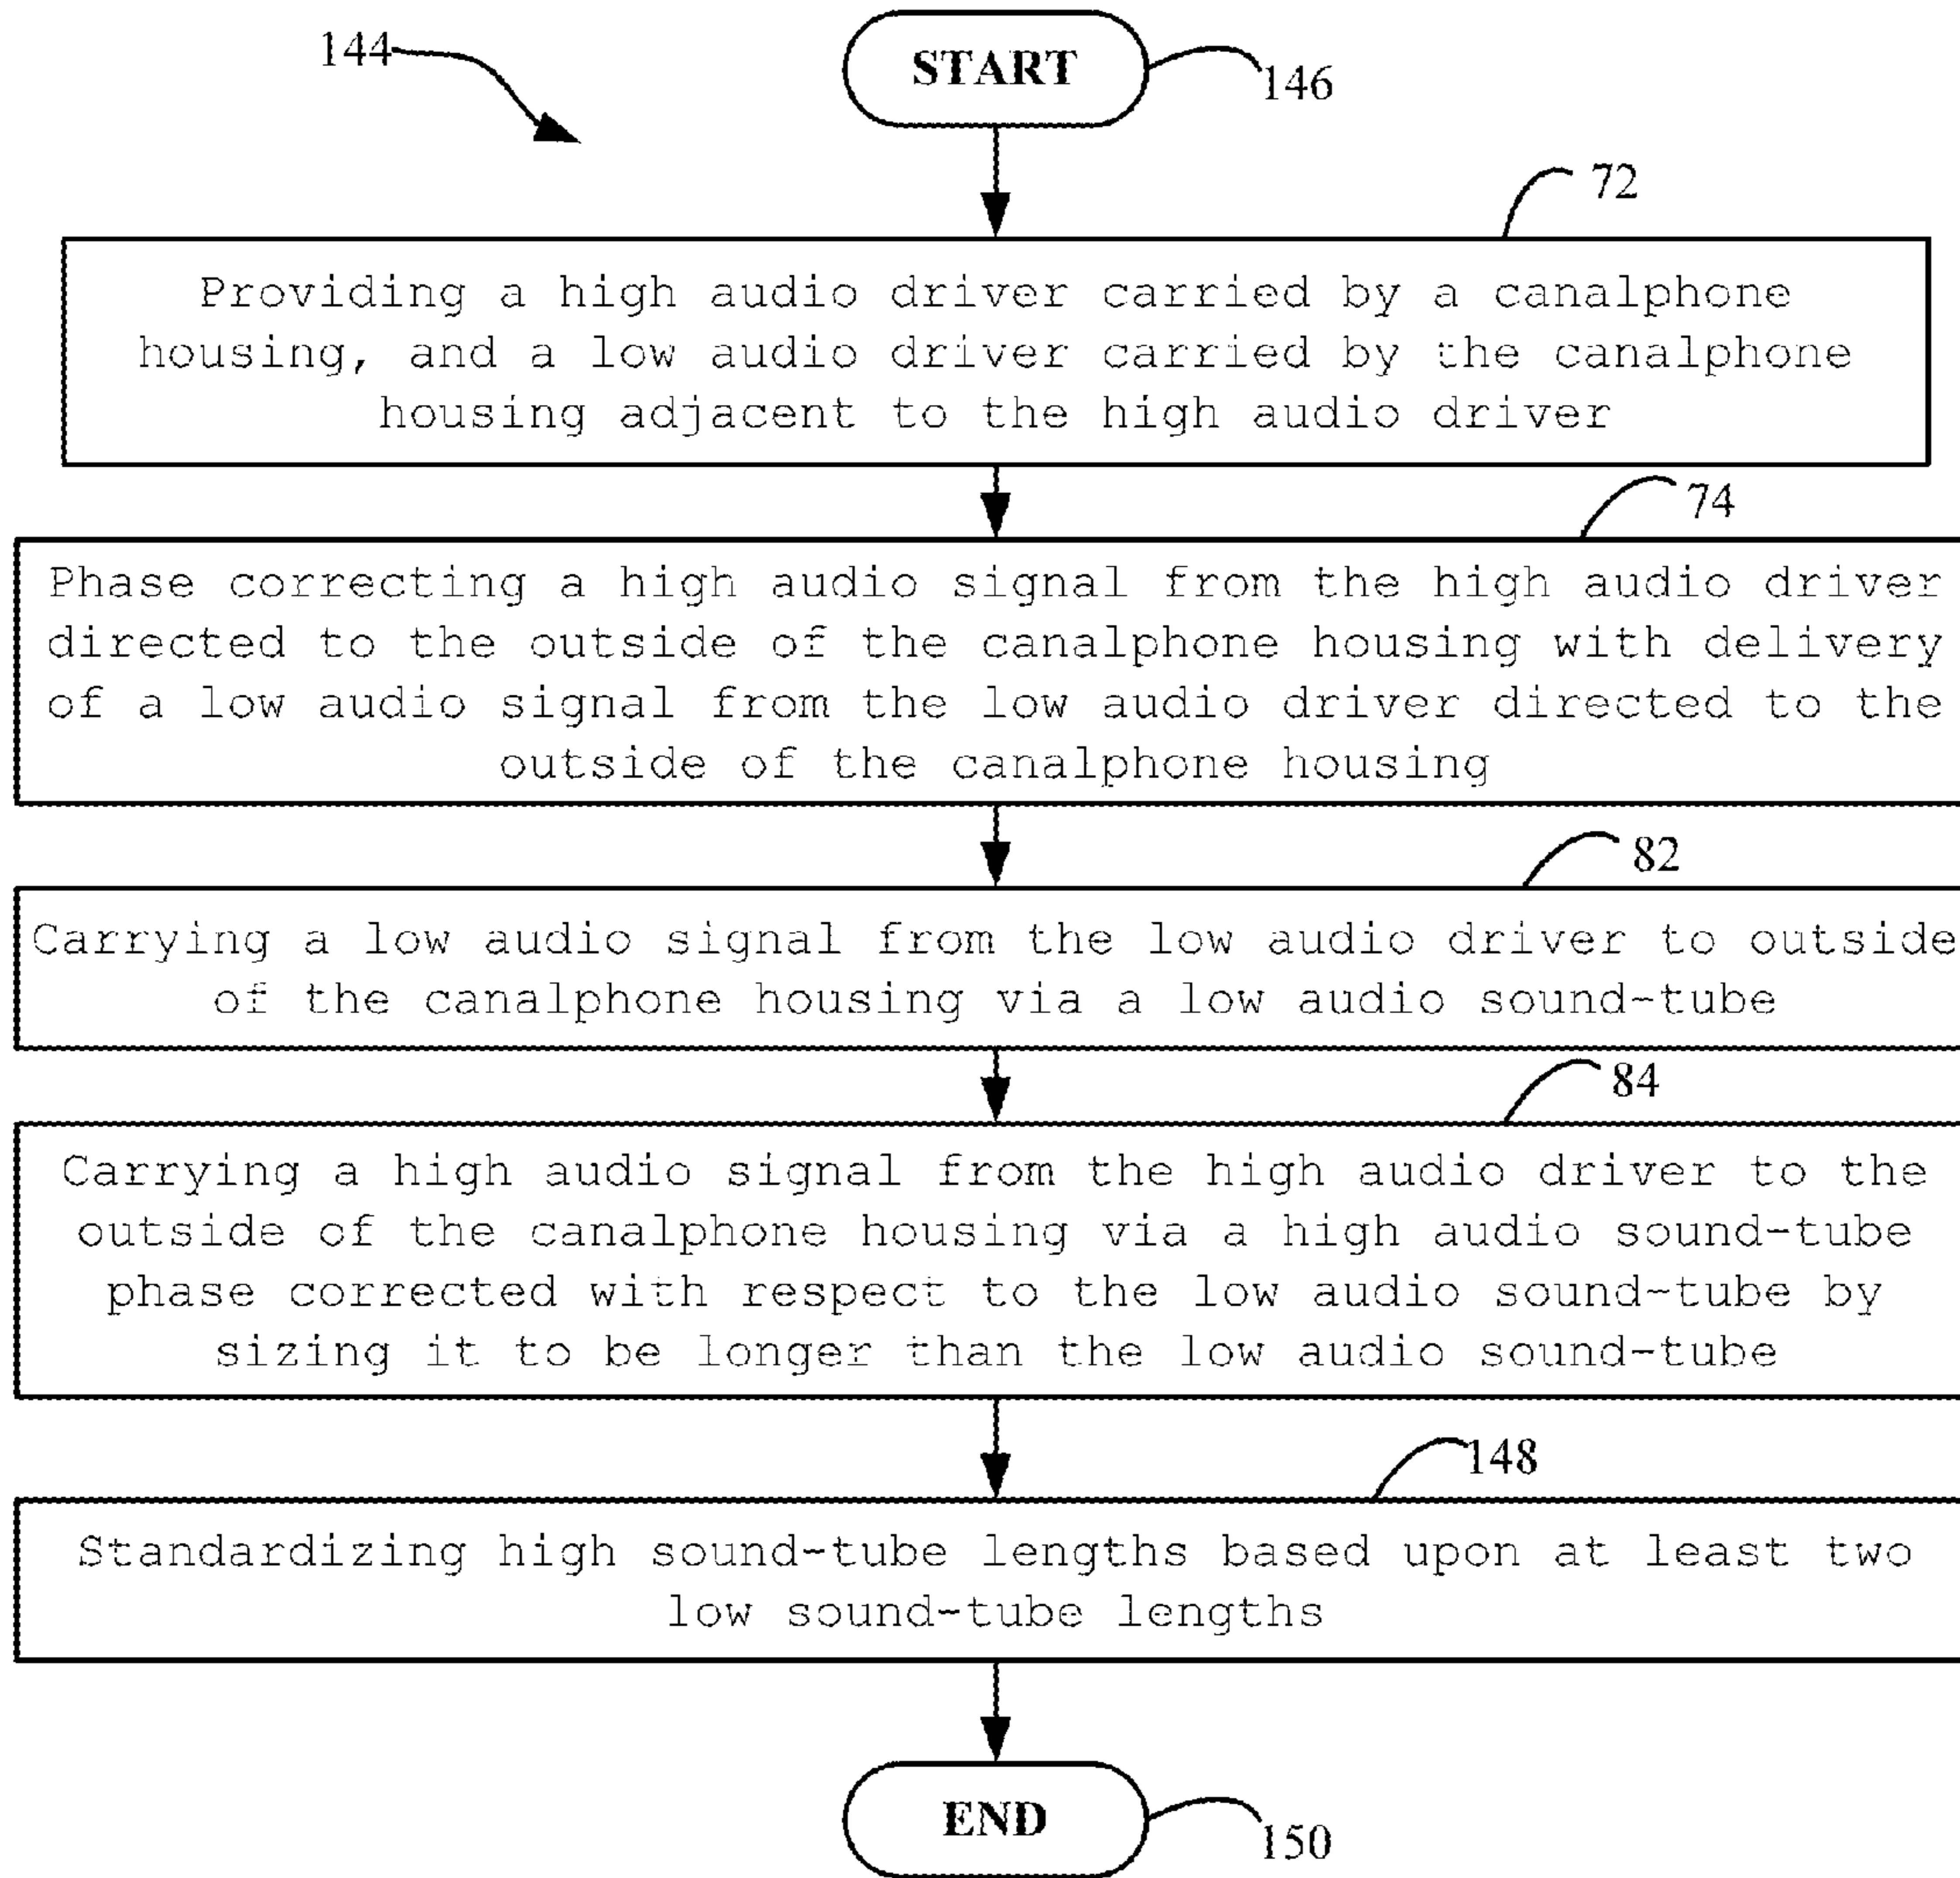 144
START
146
72
Providing a high audio driver carried by a canalphone
housing, and a low audio driver carried by the canalphone
housing adjacent to the high audio driver
74
Phase correcting a high audio signal from the high audio driver
directed to the outside of the canalphone housing with delivery
of a low audio signal from the low audio driver directed to the
outside of the canalphone housing
82
Carrying a low audio signal from the low audio driver to outside
of the canalphone housing via a low audio sound-tube
84
Carrying a high audio signal from the high audio driver to the
outside of the canalphone housing via a high audio sound-tube
phase corrected with respect to the low audio sound-tube by
sizing it to be longer than the low audio sound-tube
148
Standardizing high sound-tube lengths based upon at least two
low sound-tube lengths
END
150